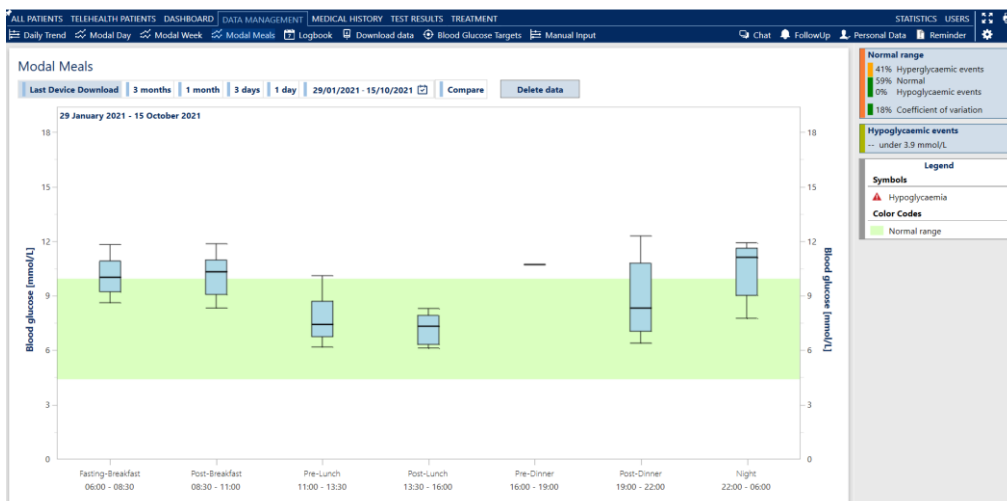 ALL PATIENTS TELEHEALTH PATIENTS DASHBOARD DATA MANAGEMENT MEDICAL HISTORY TEST RESULTS TREATMENT STATISTICS USERS
Daily Trend Modal Day Modal Week Modal Meals Logbook Download data Blood Glucose Targets Manual Input Chat FollowUp Personal Data Reminder
Modal Meals
Last Device Download 3 months 1 month 3 days 1 day 29/01/2021 - 15/10/2021 Compare Delete data
29 January 2021 - 15 October 2021
18 18
15 15
12 12
9 9
6 6
3 3
0 0
Blood glucose [mmol/L]
Blood glucose [mmol/L]
Fasting-Breakfast Post-Breakfast Pre-Lunch Post-Lunch Pre-Dinner Post-Dinner Night
06:00 - 08:30 08:30 - 11:00 11:00 - 13:30 13:30 - 16:00 16:00 - 19:00 19:00 - 22:00 22:00 - 06:00
Normal range
41% Hyperglycaemic events
59% Normal
0% Hypoglycaemic events
18% Coefficient of variation
Hypoglycaemic events
-- under 3.9 mmol/L
Legend
Symbols
Hypoglycaemia
Color Codes
Normal range